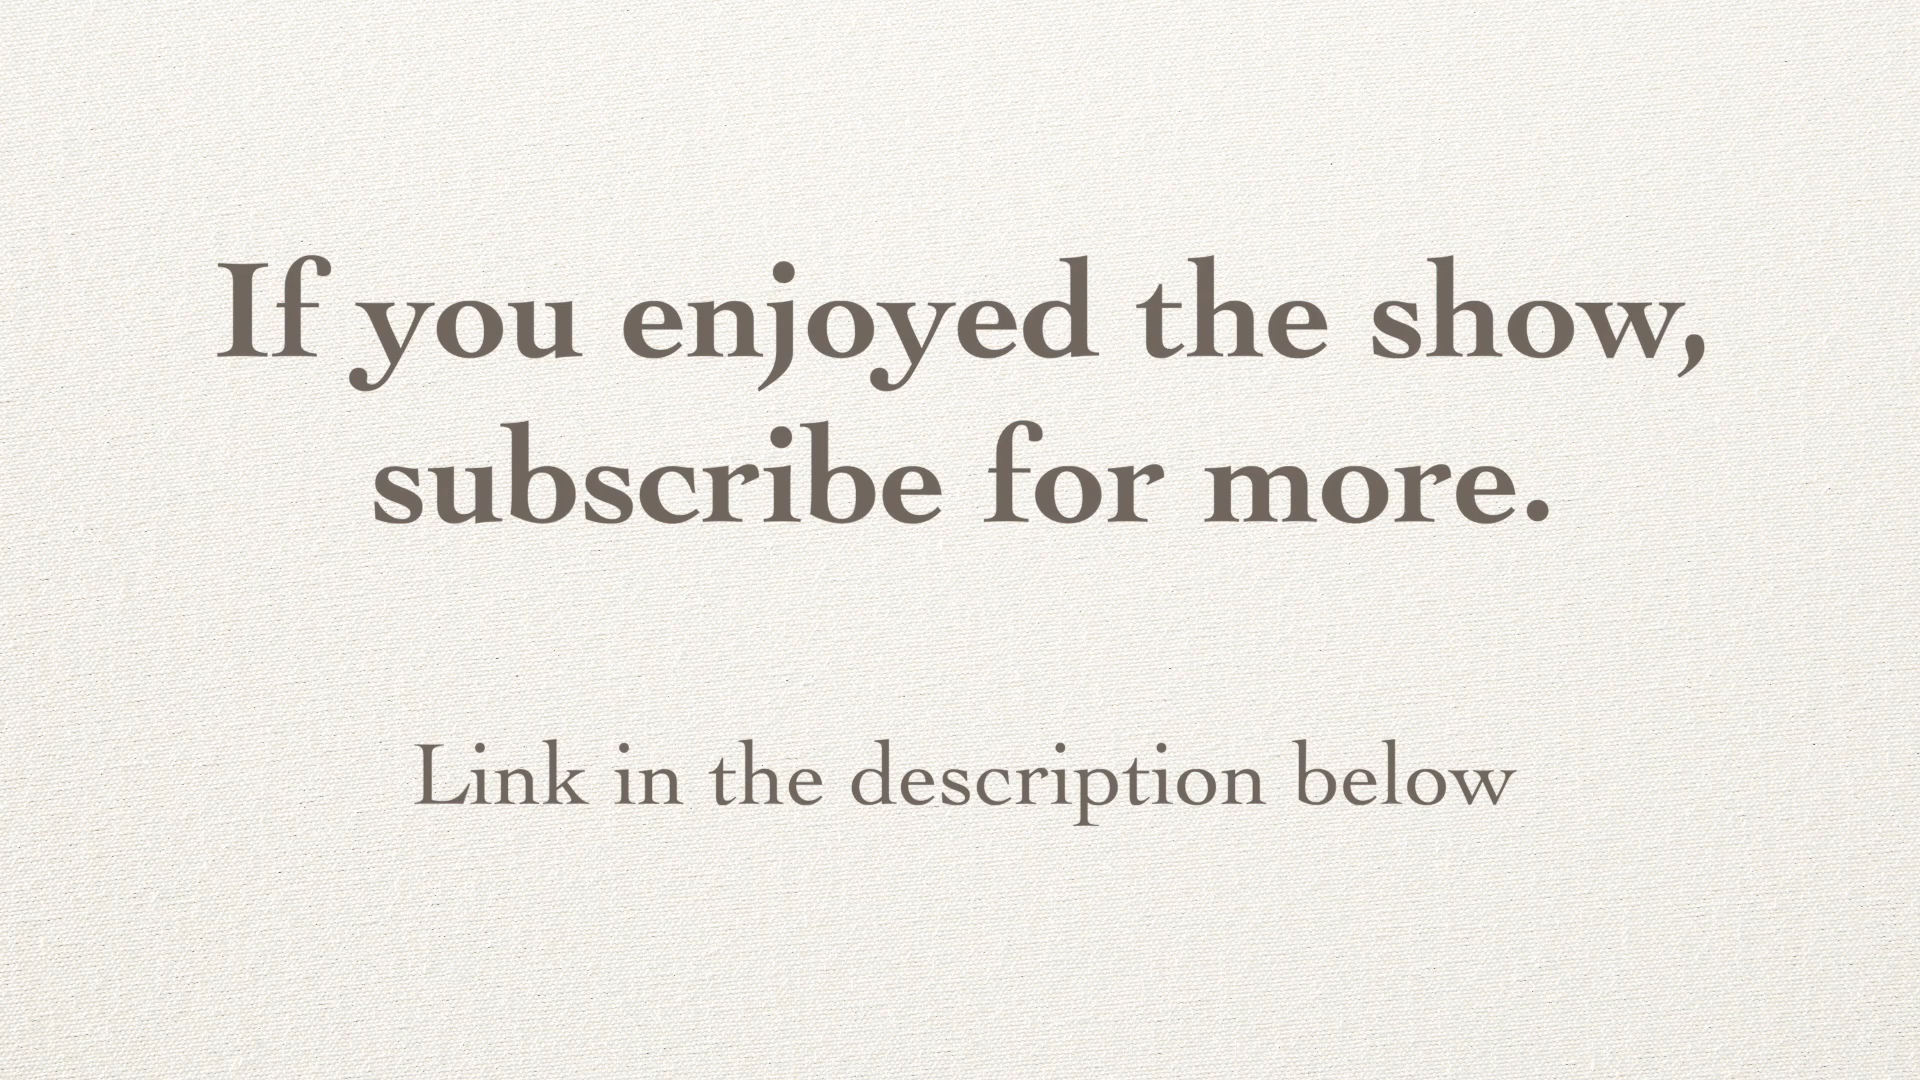 If you enjoyed the show,
subscribe for more.
Link in the description below